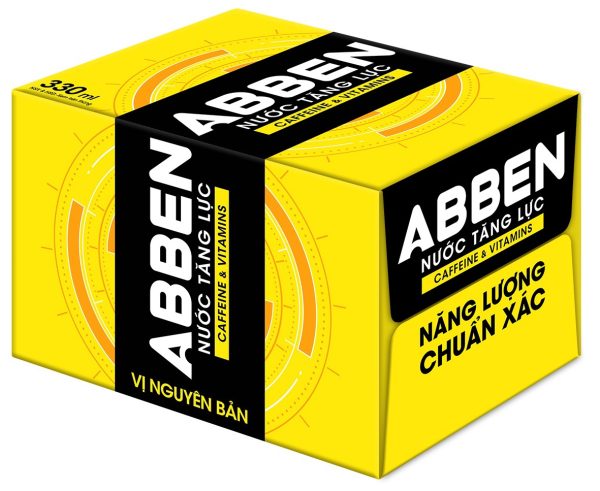 330ml
ABBEN
NƯỚC TĂNG LỰC
CAFFEINE & VITAMINS
ABBEN
NƯỚC TĂNG LỰC
CAFFEINE & VITAMINS
VỊ NGUYÊN BẢN
ABBEN
NƯỚC TĂNG LỰC
CAFFEINE & VITAMINS
NĂNG LƯỢNG
CHUẨN XÁC